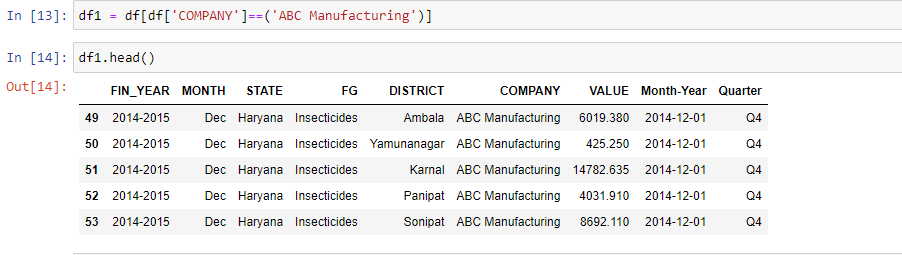 In [13]: df1 = df[df['COMPANY']==('ABC Manufacturing')]
In [14]: df1.head()
Out[14]:
FIN_YEAR MONTH STATE FG DISTRICT COMPANY VALUE Month-Year Quarter
49 2014-2015 Dec Haryana Insecticides Ambala ABC Manufacturing 6019.380 2014-12-01 Q4
50 2014-2015 Dec Haryana Insecticides Yamunanagar ABC Manufacturing 425.250 2014-12-01 Q4
51 2014-2015 Dec Haryana Insecticides Karnal ABC Manufacturing 14782.635 2014-12-01 Q4
52 2014-2015 Dec Haryana Insecticides Panipat ABC Manufacturing 4031.910 2014-12-01 Q4
53 2014-2015 Dec Haryana Insecticides Sonipat ABC Manufacturing 8692.110 2014-12-01 Q4